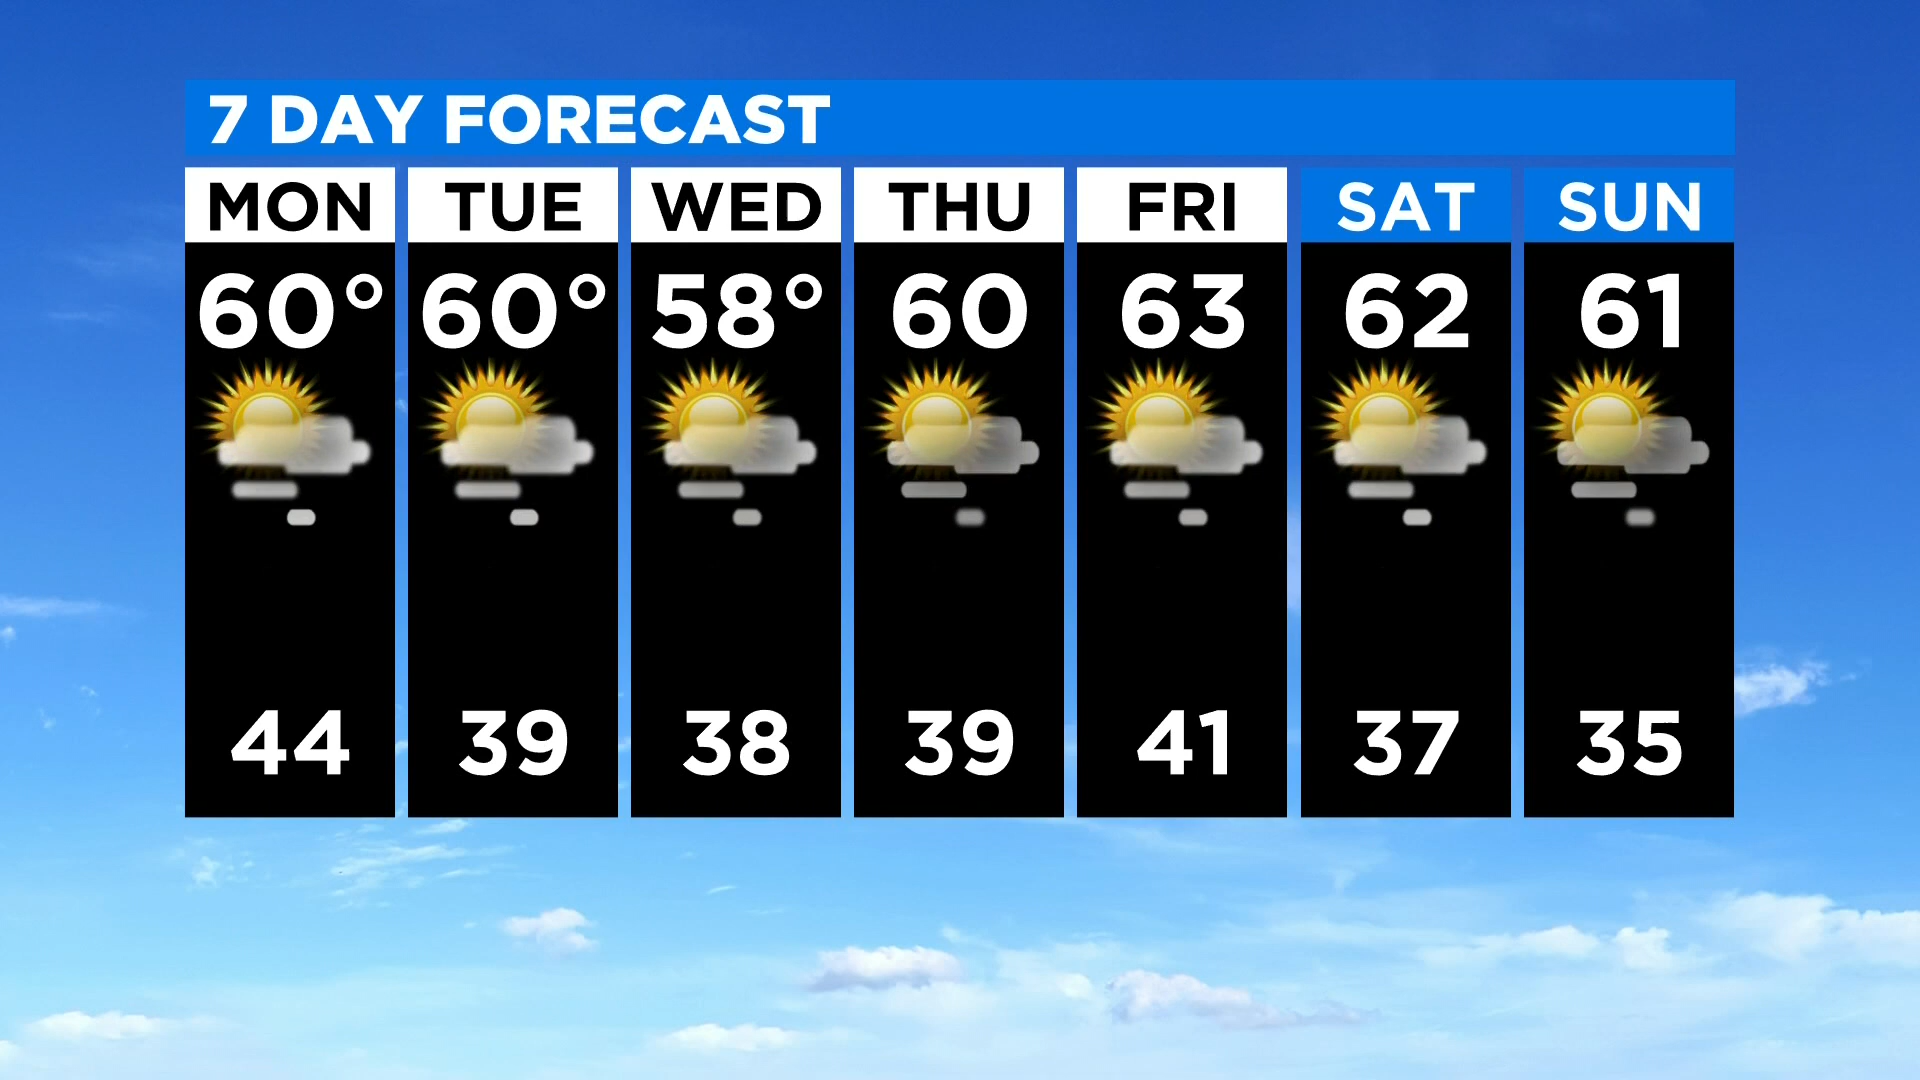 7 DAY FORECAST
MON TUE WED THU FRI SAT SUN
60° 60° 58° 60 63 62 61
44 39 38 39 41 37 35